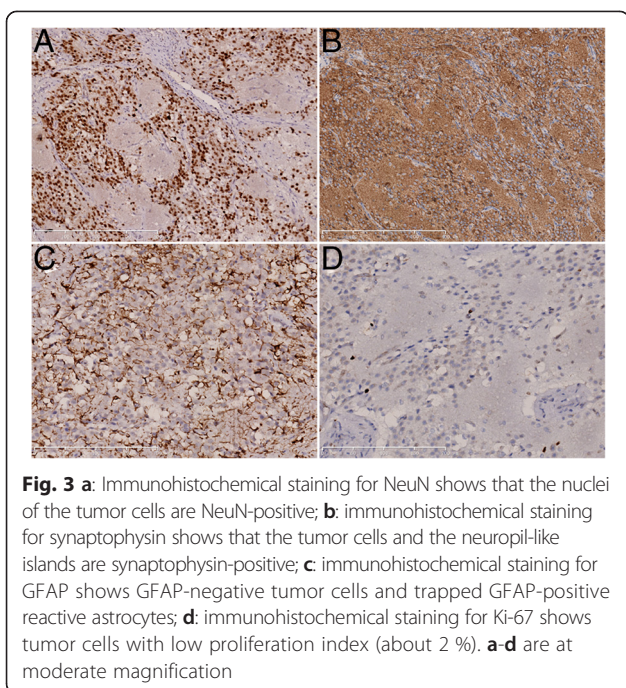 A
B
C
D
Fig. 3 a: Immunohistochemical staining for NeuN shows that the nuclei
of the tumor cells are NeuN-positive; b: immunohistochemical staining
for synaptophysin shows that the tumor cells and the neuropil-like
islands are synaptophysin-positive; c: immunohistochemical staining for
GFAP shows GFAP-negative tumor cells and trapped GFAP-positive
reactive astrocytes; d: immunohistochemical staining for Ki-67 shows
tumor cells with low proliferation index (about 2 %). a-d are at
moderate magnification